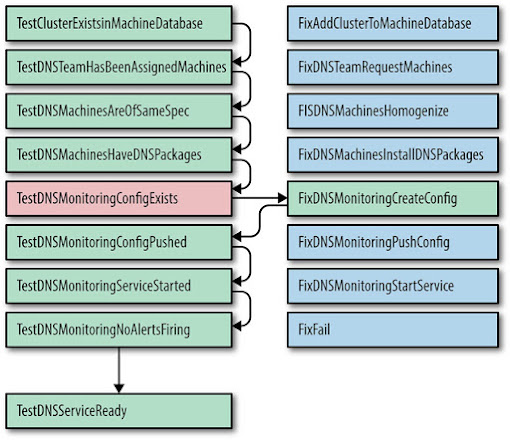 TestClusterExistsinMachineDatabase
FixAddClusterToMachineDatabase
TestDNSTeamHasBeenAssignedMachines
FixDNSTeamRequestMachines
TestDNSMachinesAreOfSameSpec
FISDNSMachinesHomogenize
TestDNSMachinesHaveDNSPackages
FixDNSMachinesInstallDNSPackages
TestDNSMonitoringConfigExists
FixDNSMonitoringCreateConfig
TestDNSMonitoringConfigPushed
FixDNSMonitoringPushConfig
TestDNSMonitoringServiceStarted
FixDNSMonitoringStartService
TestDNSMonitoringNoAlertsFiring
FixFail
TestDNSServiceReady